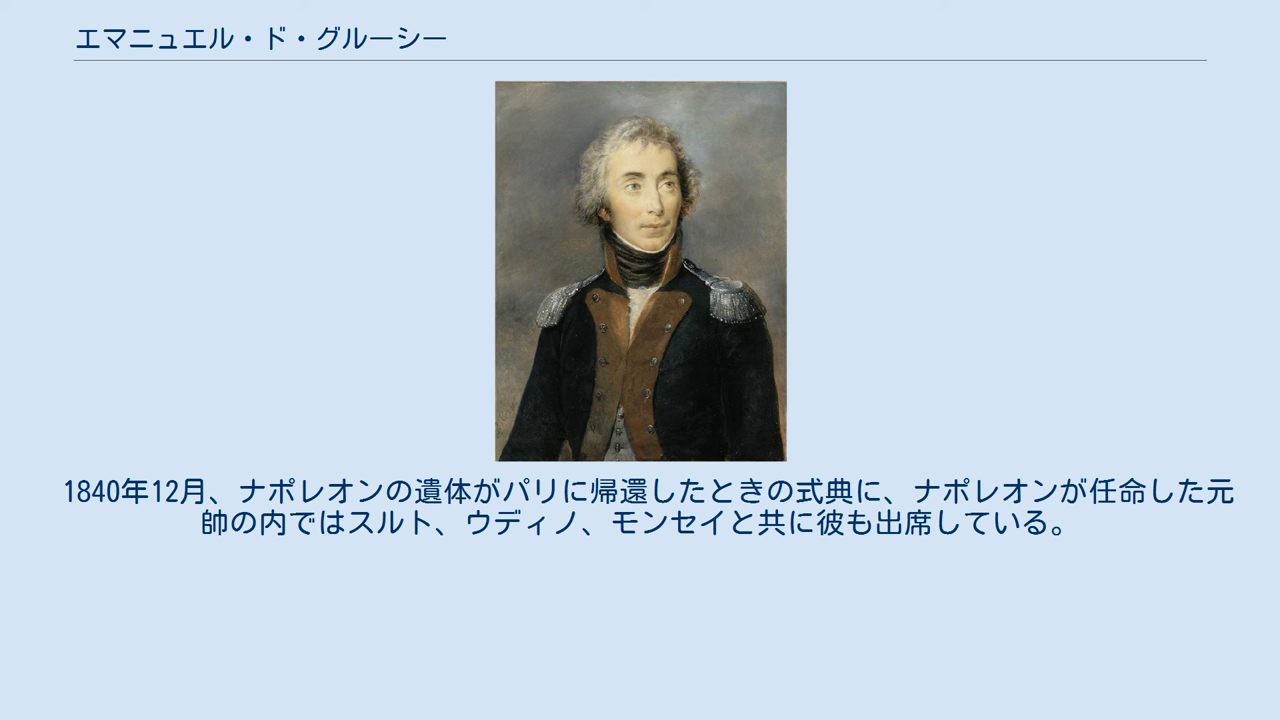 エマニュエル・ド・グルーシー
1840年12月、ナポレオンの遺体がパリに帰還したときの式典に、ナポレオンが任命した元
帥の内ではスルト、ウディノ、モンセイと共に彼も出席している。